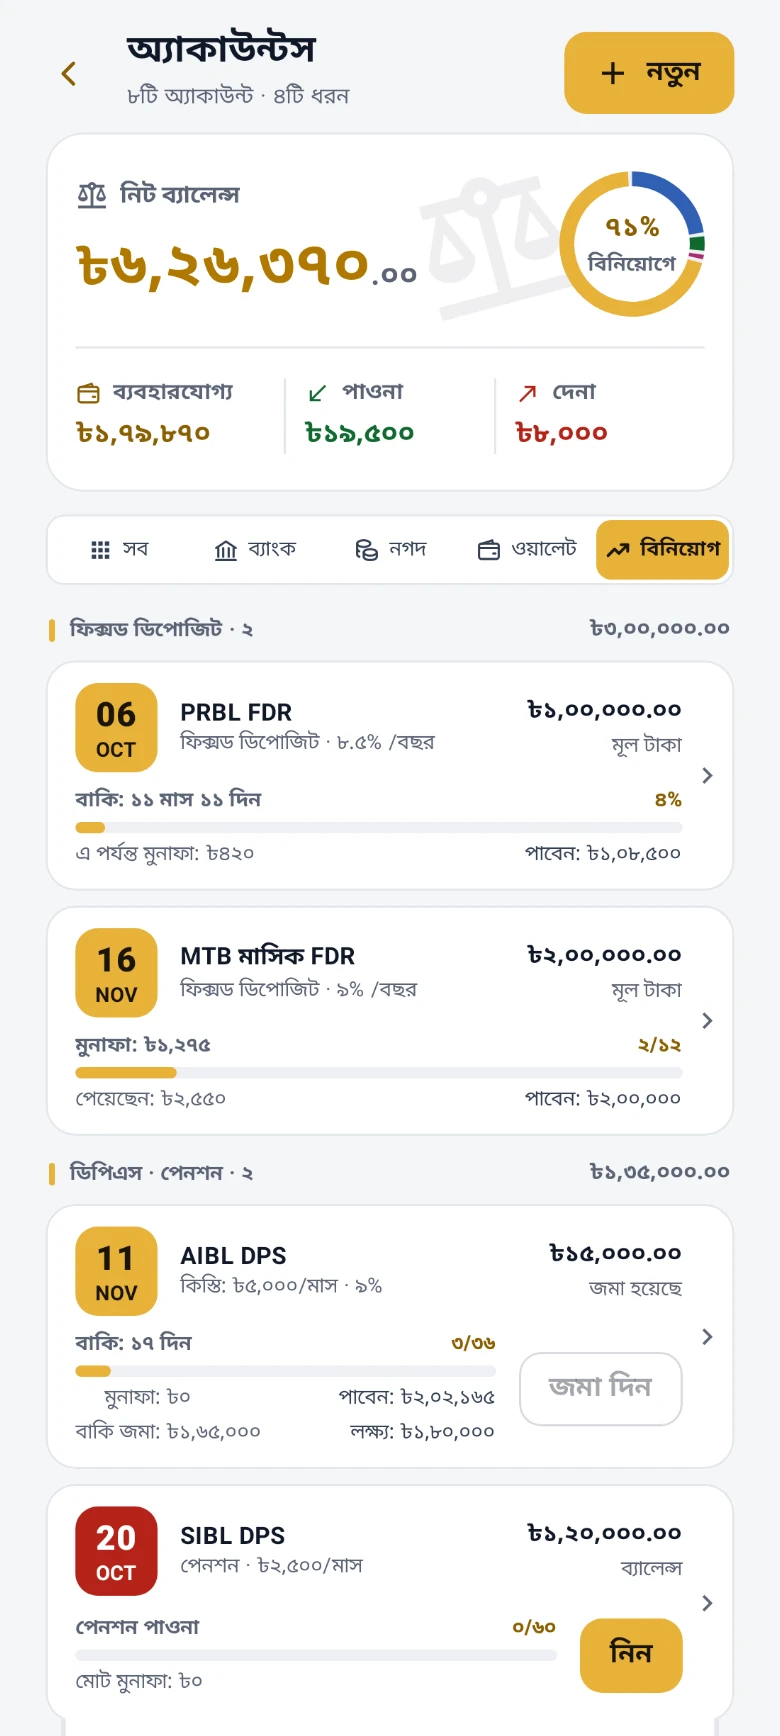 অ্যাকাউন্টস
৮টি অ্যাকাউন্ট · ৪টি ধরন
+ নতুন
নিট ব্যালেন্স
৳৬,২৬,৩৭০.০০
৭১%
বিনিয়োগে
ব্যবহারযোগ্য
৳১,৭৯,৮৭০
পাওনা
৳১৯,৫০০
দেনা
৳৮,০০০
সব
ব্যাংক
নগদ
ওয়ালেট
বিনিয়োগ
ফিক্সড ডিপোজিট · ২
৳৩,০০,০০০.০০
06
OCT
PRBL FDR
ফিক্সড ডিপোজিট · ৮.৫% /বছর
৳১,০০,০০০.০০
মূল টাকা
বাকি: ১১ মাস ১১ দিন
৪%
এ পর্যন্ত মুনাফা: ৳৪২০
পাবেন: ৳১,০৮,৫০০
16
NOV
MTB মাসিক FDR
ফিক্সড ডিপোজিট · ৯% /বছর
৳২,০০,০০০.০০
মূল টাকা
মুনাফা: ৳১,২৭৫
২/১২
পেয়েছেন: ৳২,৫৫০
পাবেন: ৳২,০০,০০০
ডিপিএস · পেনশন · ২
৳১,৩৫,০০০.০০
11
NOV
AIBL DPS
কিস্তি: ৳৫,০০০/মাস · ৯%
৳১৫,০০০.০০
জমা হয়েছে
বাকি: ১৭ দিন
৩/৩৬
মুনাফা: ৳০
পাবেন: ৳২,০২,১৬৫
বাকি জমা: ৳১,৬৫,০০০
লক্ষ্য: ৳১,৮০,০০০
জমা দিন
20
OCT
SIBL DPS
পেনশন · ৳২,৫০০/মাস
৳১,২০,০০০.০০
ব্যালেন্স
পেনশন পাওনা
০/৬০
মোট মুনাফা: ৳০
নিন